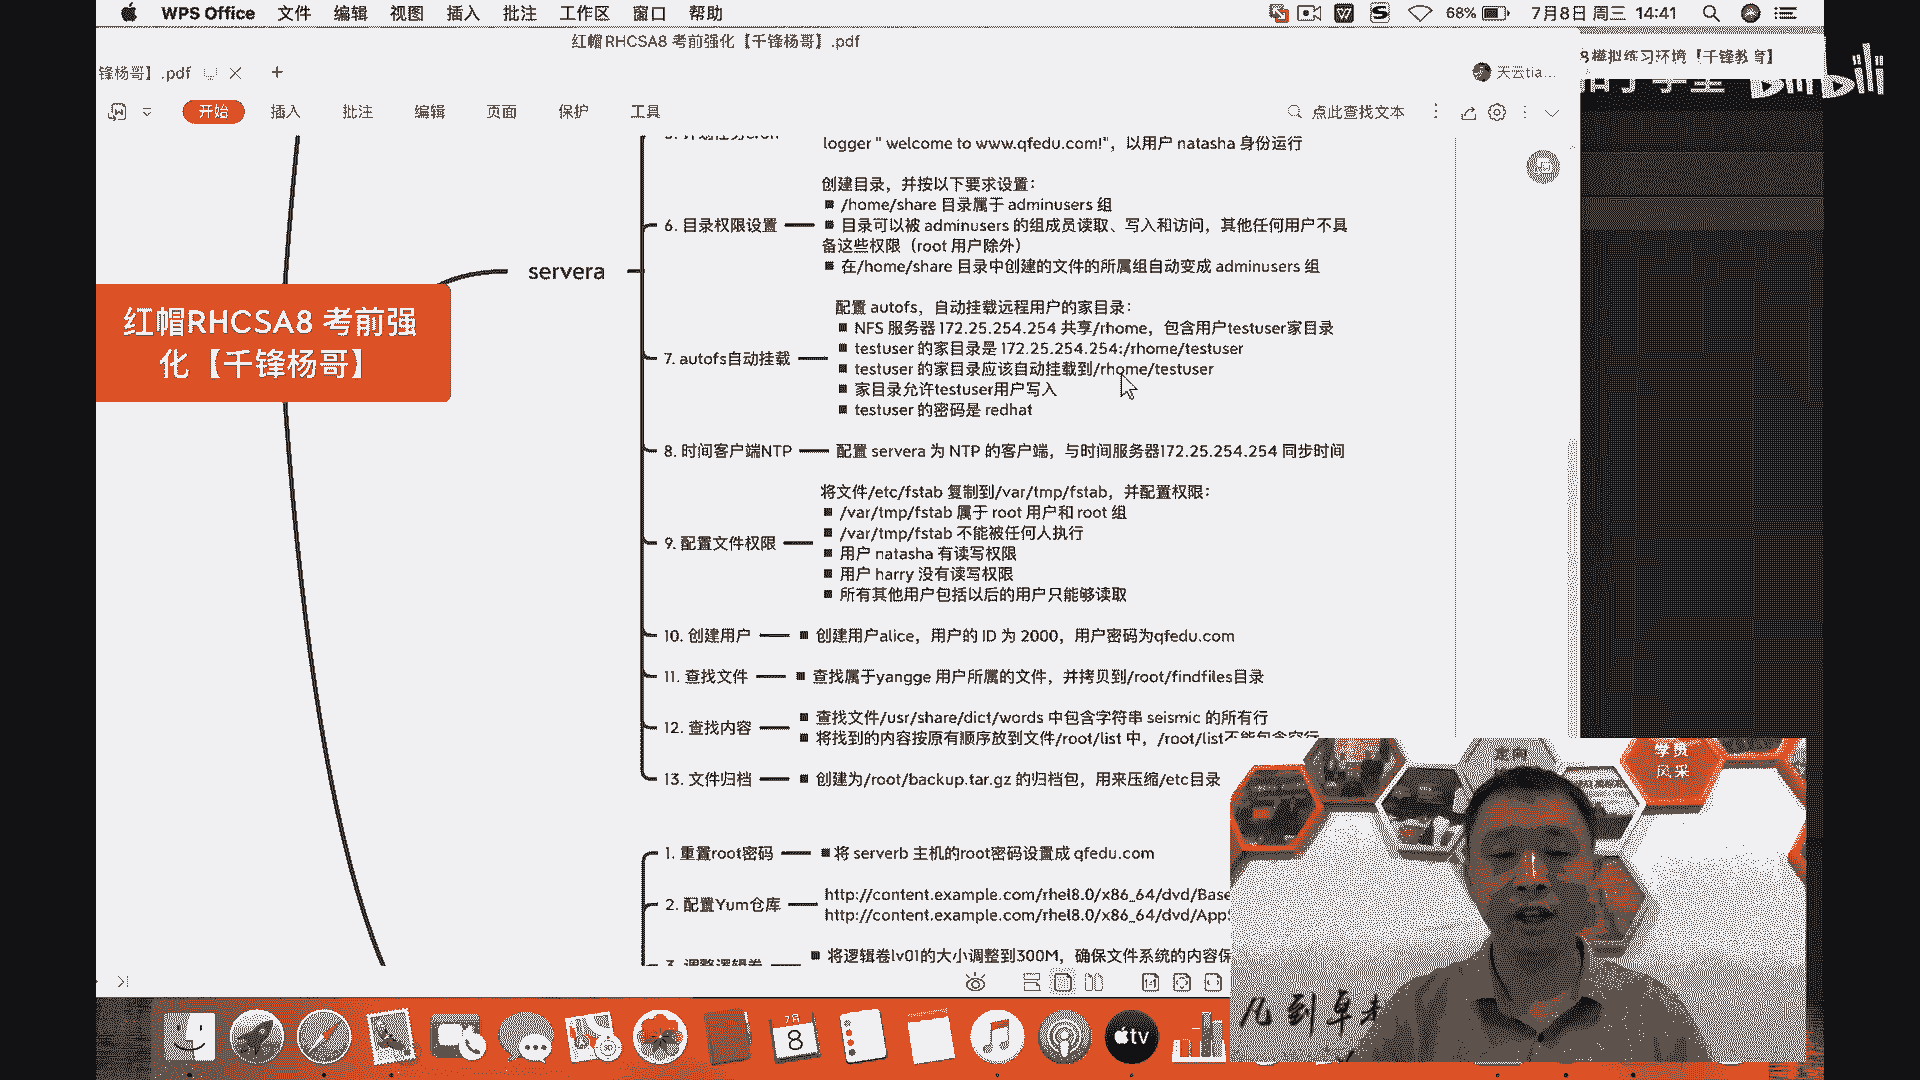 WPS Office 文件 编辑 视图 插入 批注 工作区 窗口 帮助 68% 7月8日 周三 14:41
红帽 RHCSA8 考前强化【千锋杨哥】.pdf
8模拟练习环境【千锋教育】
锋杨哥】.pdf
天云tia...
bilibili
开始 插入 批注 编辑 页面 保护 工具 点此查找文本
logger " welcome to www.qfedu.com!"，以用户 natasha 身份运行
创建目录，并按以下要求设置：
■ /home/share 目录属于 adminusers 组
6. 目录权限设置
■ 目录可以被 adminusers 的组成员读取、写入和访问，其他任何用户不具
备这些权限（root 用户除外）
■ 在/home/share 目录中创建的文件的所属组自动变成 adminusers 组
servera
红帽RHCSA8 考前强
化【千锋杨哥】
配置 autofs，自动挂载远程用户的家目录：
■ NFS 服务器 172.25.254.254 共享/rhome，包含用户testuser家目录
■ testuser 的家目录是 172.25.254.254:/rhome/testuser
7. autofs自动挂载
■ testuser 的家目录应该自动挂载到/rhome/testuser
■ 家目录允许testuser用户写入
■ testuser 的密码是 redhat
8. 时间客户端NTP
配置 servera 为 NTP 的客户端，与时间服务器172.25.254.254 同步时间
将文件/etc/fstab 复制到/var/tmp/fstab，并配置权限：
■ /var/tmp/fstab 属于 root 用户和 root 组
■ /var/tmp/fstab 不能被任何人执行
9. 配置文件权限
■ 用户 natasha 有读写权限
■ 用户 harry 没有读写权限
■ 所有其他用户包括以后的用户只能够读取
10. 创建用户
■ 创建用户alice，用户的 ID 为 2000，用户密码为qfedu.com
11. 查找文件
■ 查找属于yangge 用户所属的文件，并拷贝到/root/findfiles目录
■ 查找文件/usr/share/dict/words 中包含字符串 seismic 的所有行
12. 查找内容
■ 将找到的内容按原有顺序放到文件/root/list 中，/root/list不能包含空行
13. 文件归档
■ 创建为/root/backup.tar.gz 的归档包，用来压缩/etc目录
1. 重置root密码
■ 将 serverb 主机的root密码设置成 qfedu.com
http://content.example.com/rhel8.0/x86_64/dvd/Base
2. 配置Yum仓库
http://content.example.com/rhel8.0/x86_64/dvd/App
3. 调整逻辑卷
■ 将逻辑卷lv01的大小调整到300M，确保文件系统的内容保
学员
风采
7月
8
tv